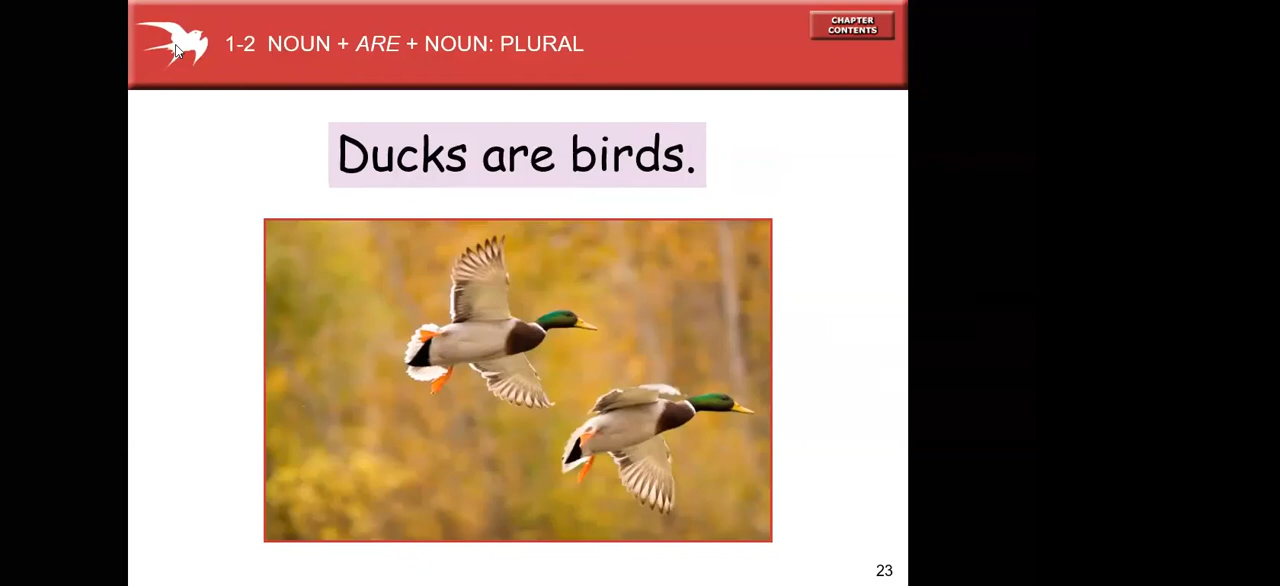 1-2 NOUN + ARE + NOUN: PLURAL
CHAPTER
CONTENTS
Ducks are birds.
23